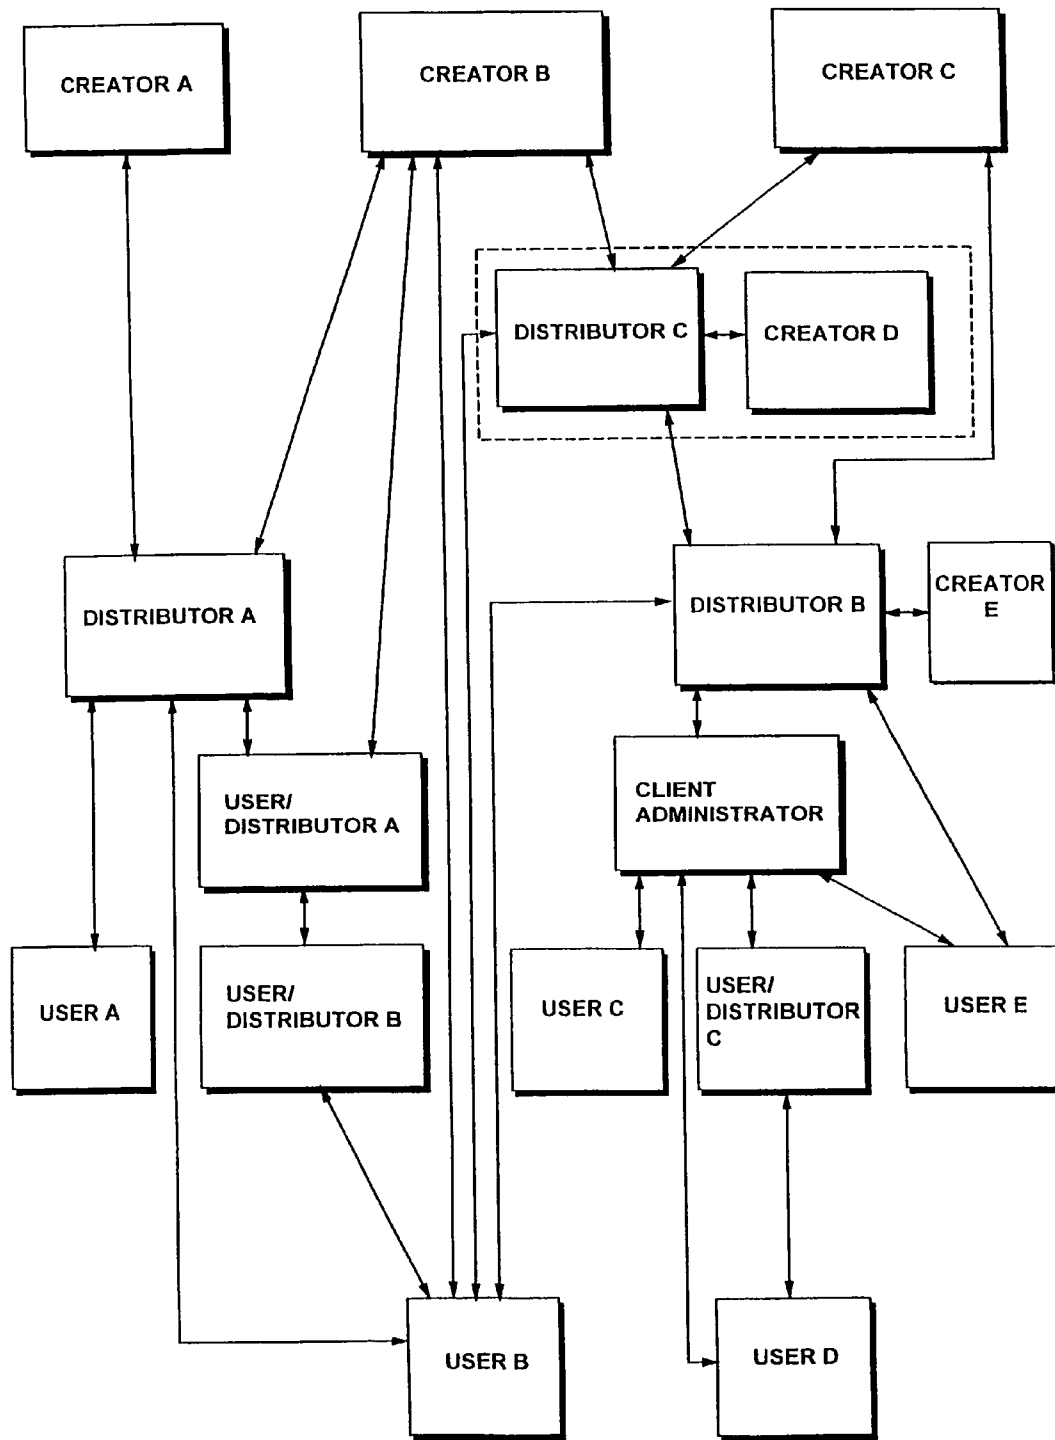 CREATOR A
CREATOR B
CREATOR C
DISTRIBUTOR C
CREATOR D
DISTRIBUTOR A
DISTRIBUTOR B
CREATOR
E
USER/
DISTRIBUTOR A
CLIENT
ADMINISTRATOR
USER A
USER/
DISTRIBUTOR B
USER C
USER/
DISTRIBUTOR
C
USER E
USER B
USER D